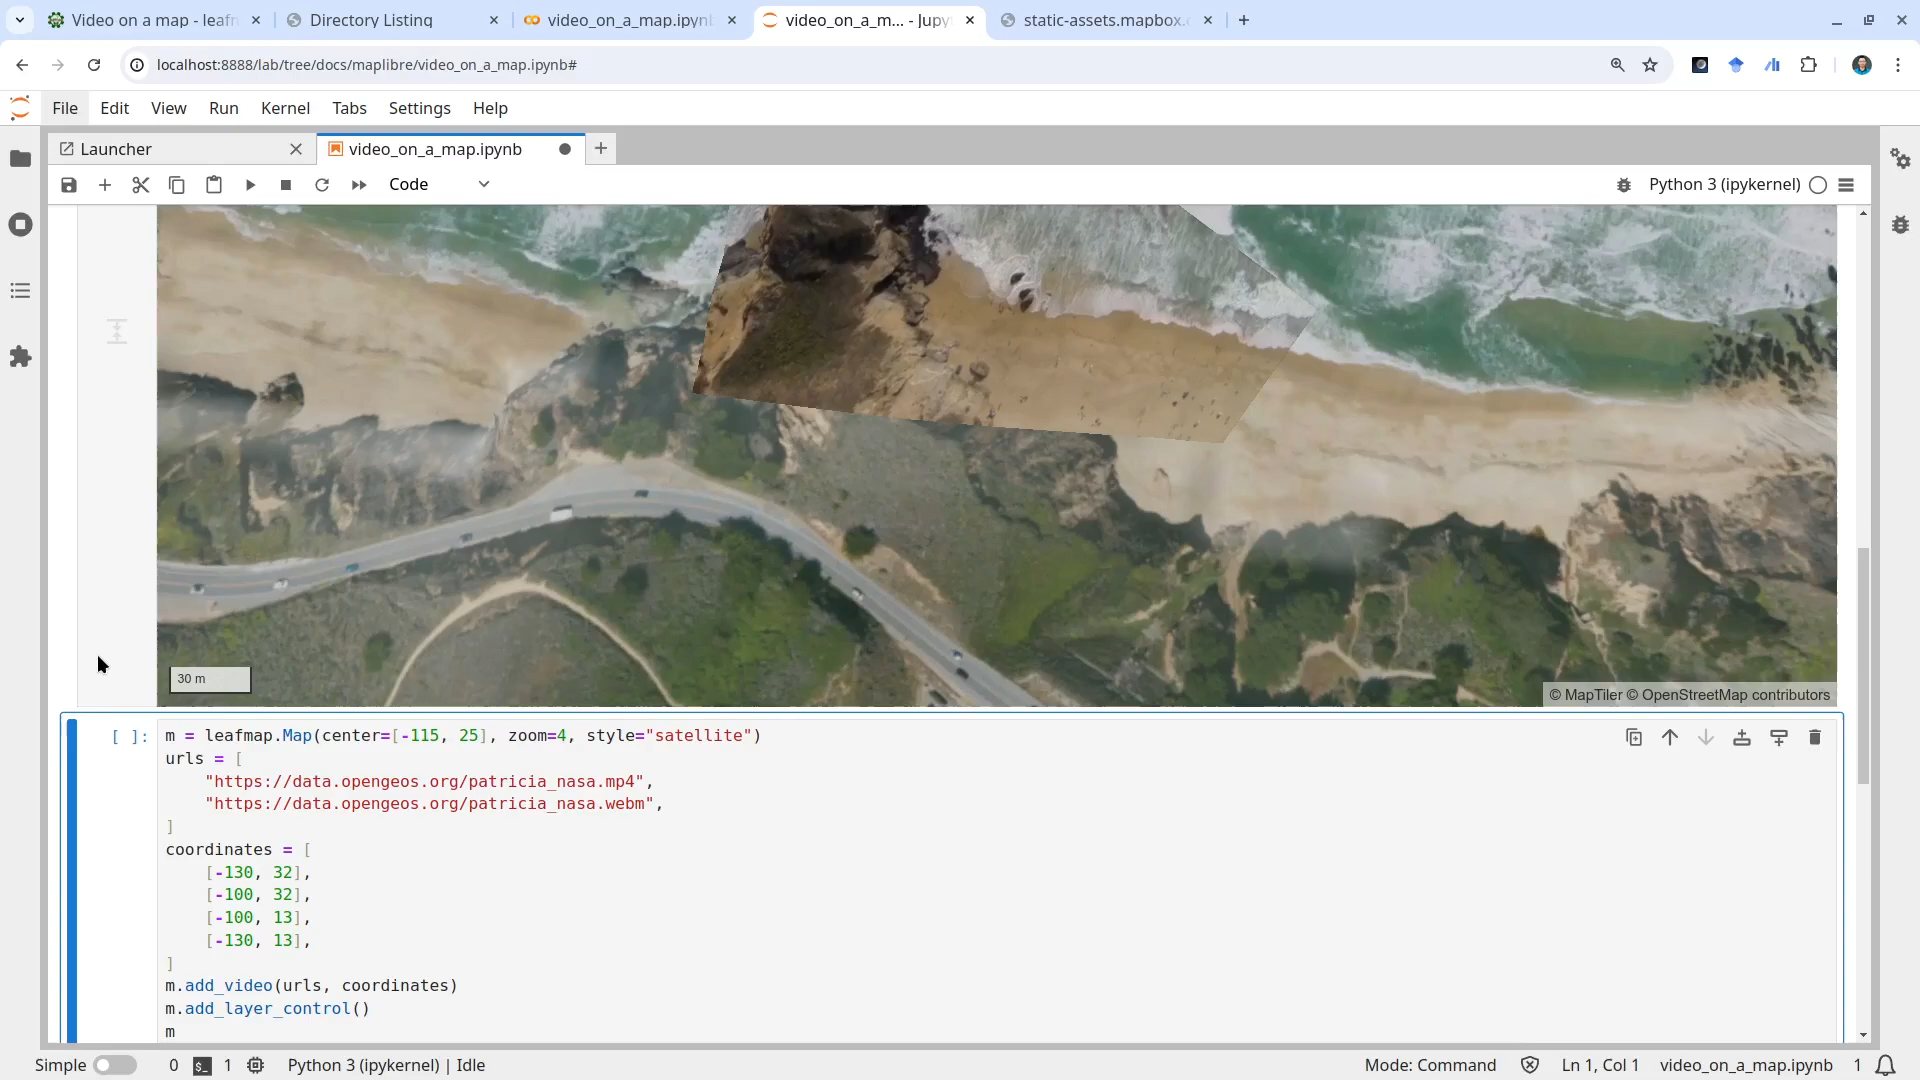 Video on a map - leafm
Directory Listing
video_on_a_map.ipynb
video_on_a_m... - Jupy
static-assets.mapbox.c
localhost:8888/lab/tree/docs/maplibre/video_on_a_map.ipynb#
File Edit View Run Kernel Tabs Settings Help
Launcher
video_on_a_map.ipynb
Code
Python 3 (ipykernel)
30 m
© MapTiler © OpenStreetMap contributors
[ ]:
m = leafmap.Map(center=[-115, 25], zoom=4, style="satellite")
urls = [
"https://data.opengeos.org/patricia_nasa.mp4",
"https://data.opengeos.org/patricia_nasa.webm",
]
coordinates = [
[-130, 32],
[-100, 32],
[-100, 13],
[-130, 13],
]
m.add_video(urls, coordinates)
m.add_layer_control()
m
Simple 0 $_ 1 Python 3 (ipykernel) | Idle
Mode: Command Ln 1, Col 1 video_on_a_map.ipynb 1